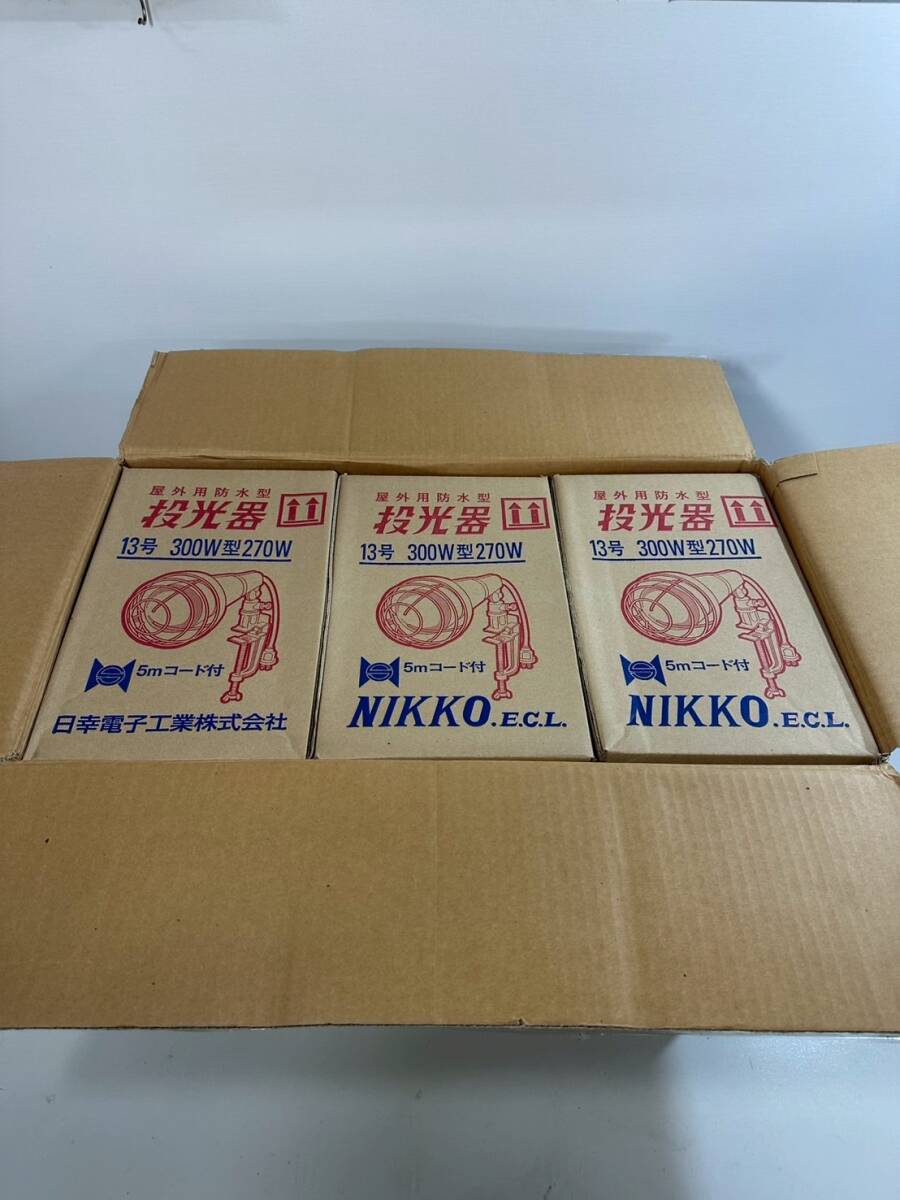 屋外用防水型
投光器
13号 300W型270W
5mコード付
日幸電子工業株式会社
屋外用防水型
投光器
13号 300W型270W
5mコード付
NIKKO.E.C.L.
屋外用防水型
投光器
13号 300W型270W
5mコード付
NIKKO.E.C.L.